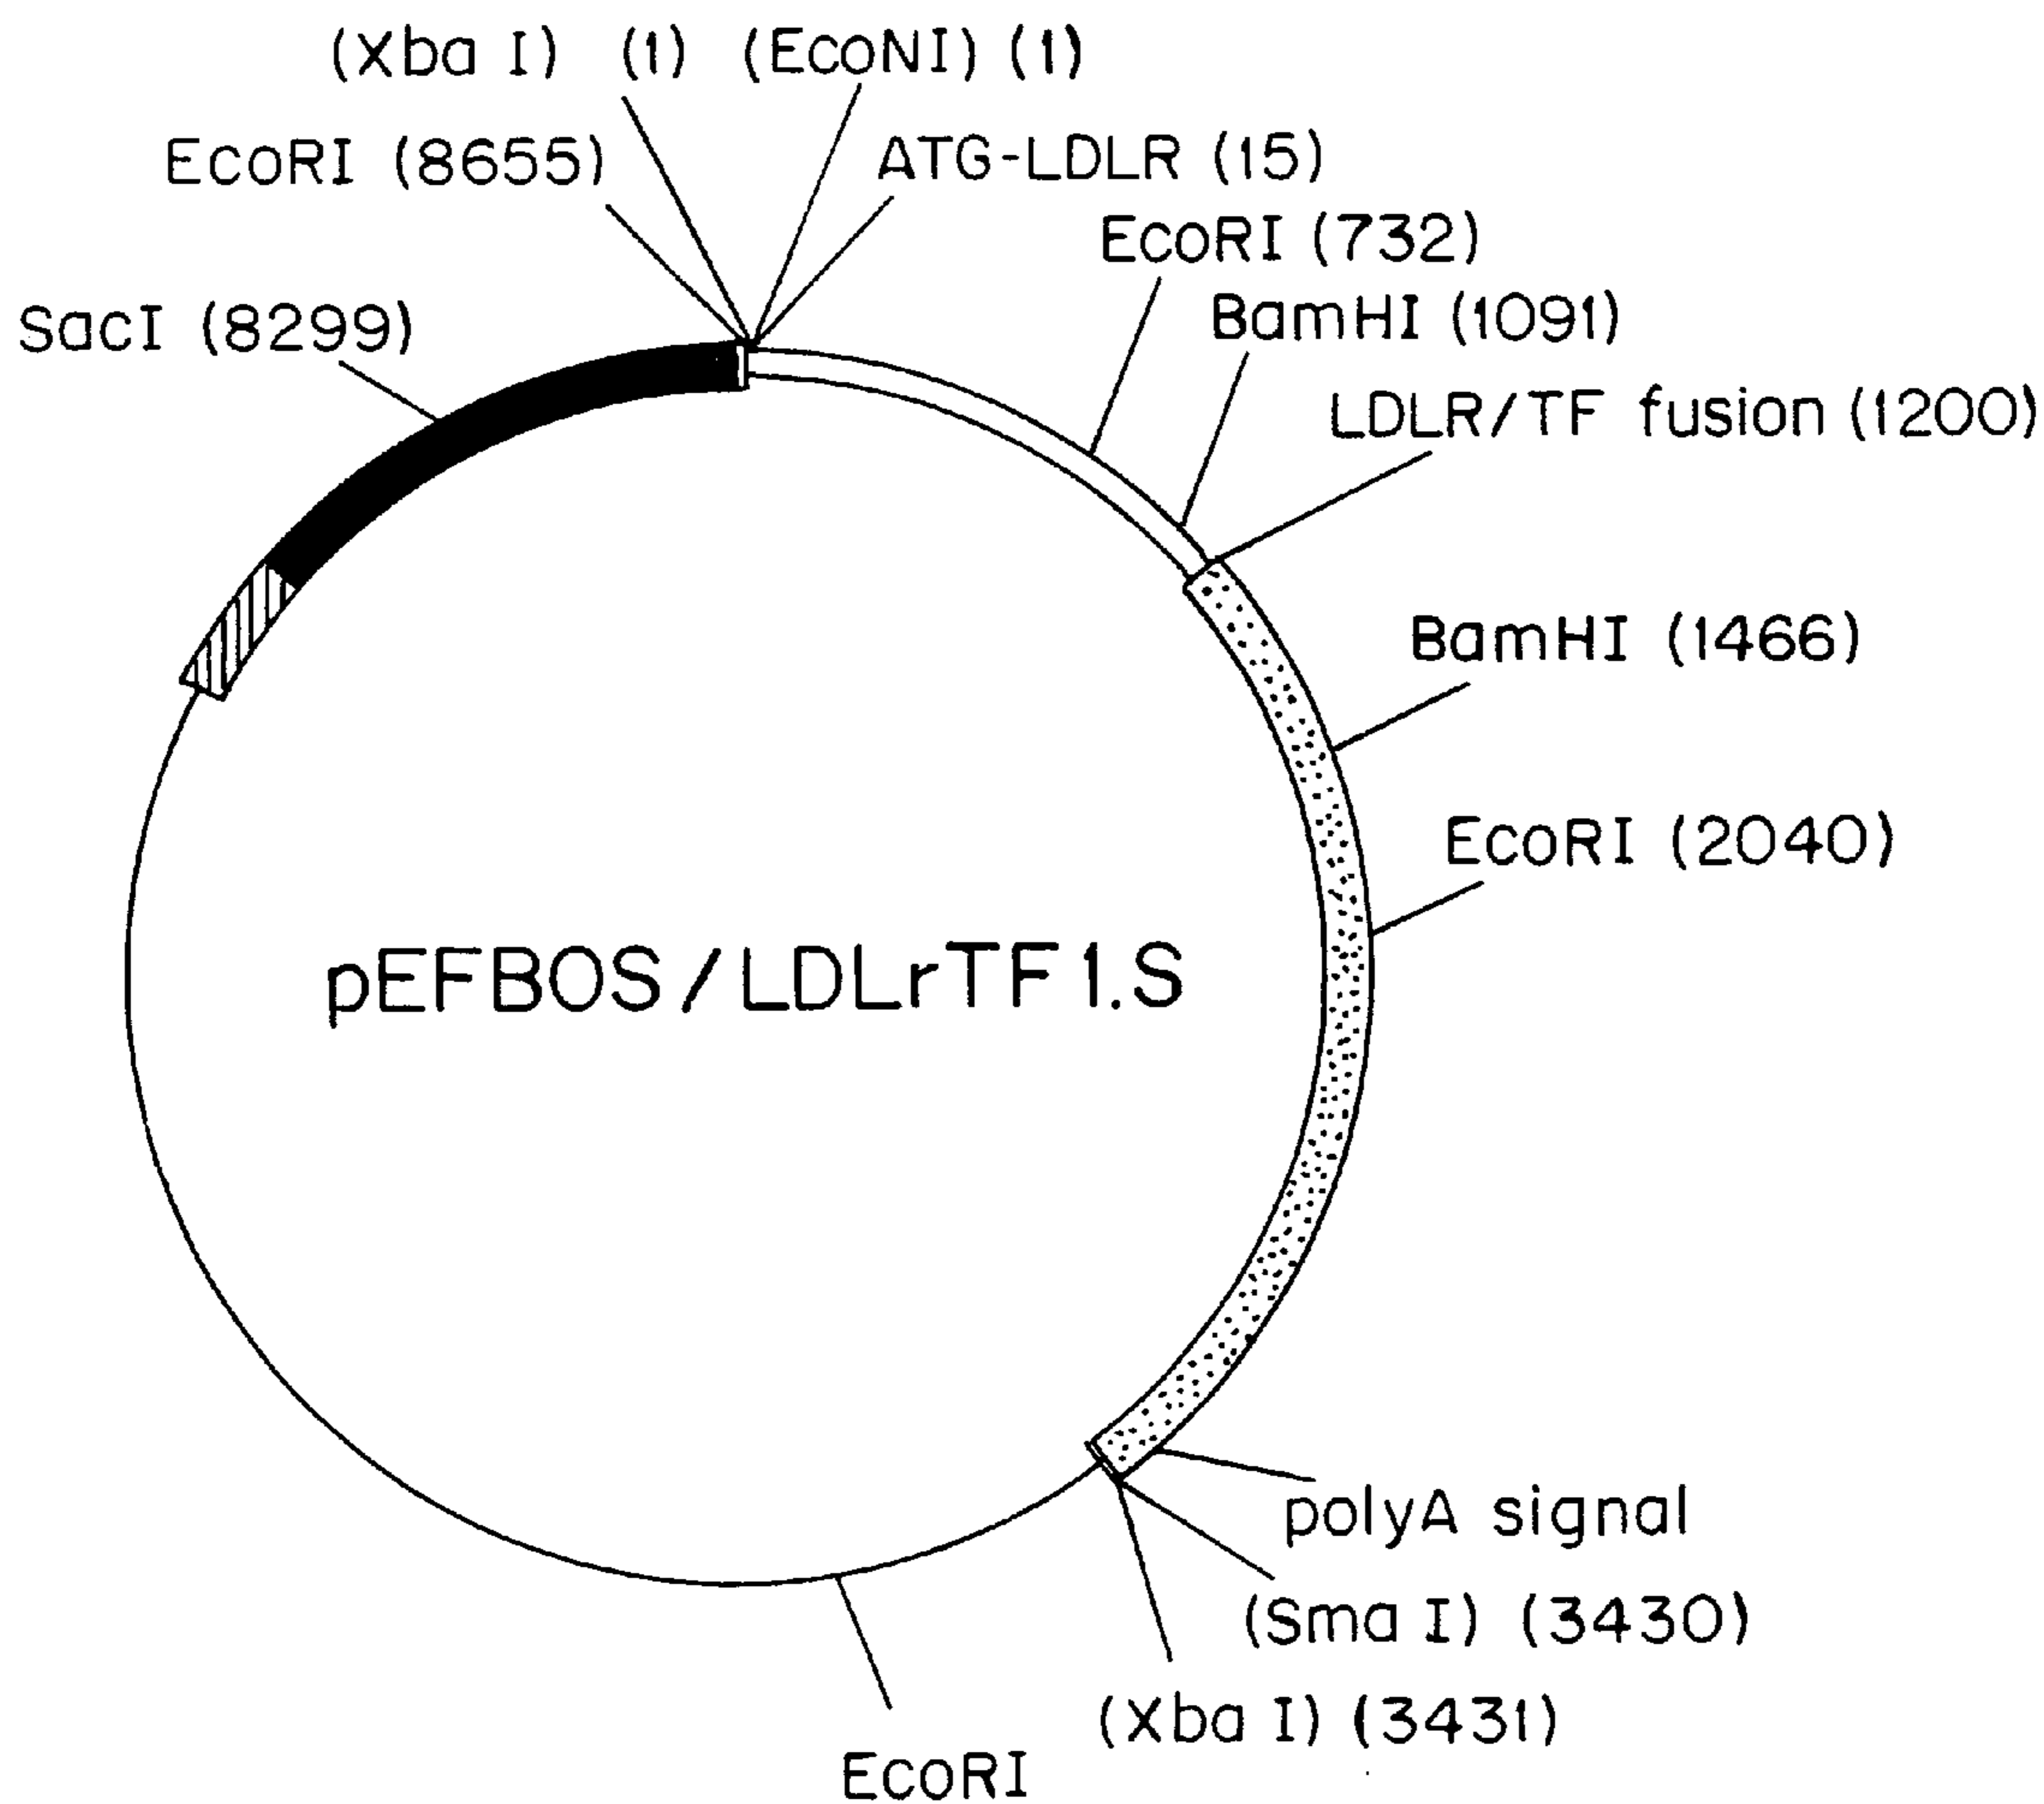 (Xba I) (1) (EcoNI) (1)
EcoRI (8655)
ATG-LDLR (15)
EcoRI (732)
SacI (8299)
BamHI (1091)
LDLR/TF fusion (1200)
BamHI (1466)
EcoRI (2040)
pEFBOS/LDLrTF1.S
polyA signal
(Sma I) (3430)
(Xba I) (3431)
EcoRI